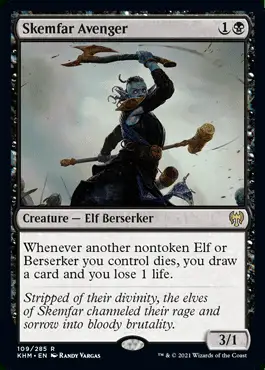 Skemfar Avenger 1
Creature — Elf Berserker
Whenever another nontoken Elf or
Berserker you control dies, you draw
a card and you lose 1 life.
Stripped of their divinity, the elves
of Skemfar channeled their rage and
sorrow into bloody brutality.
3/1
109/285 R
KHM • EN RANDY VARGAS
™ & © 2021 Wizards of the Coast